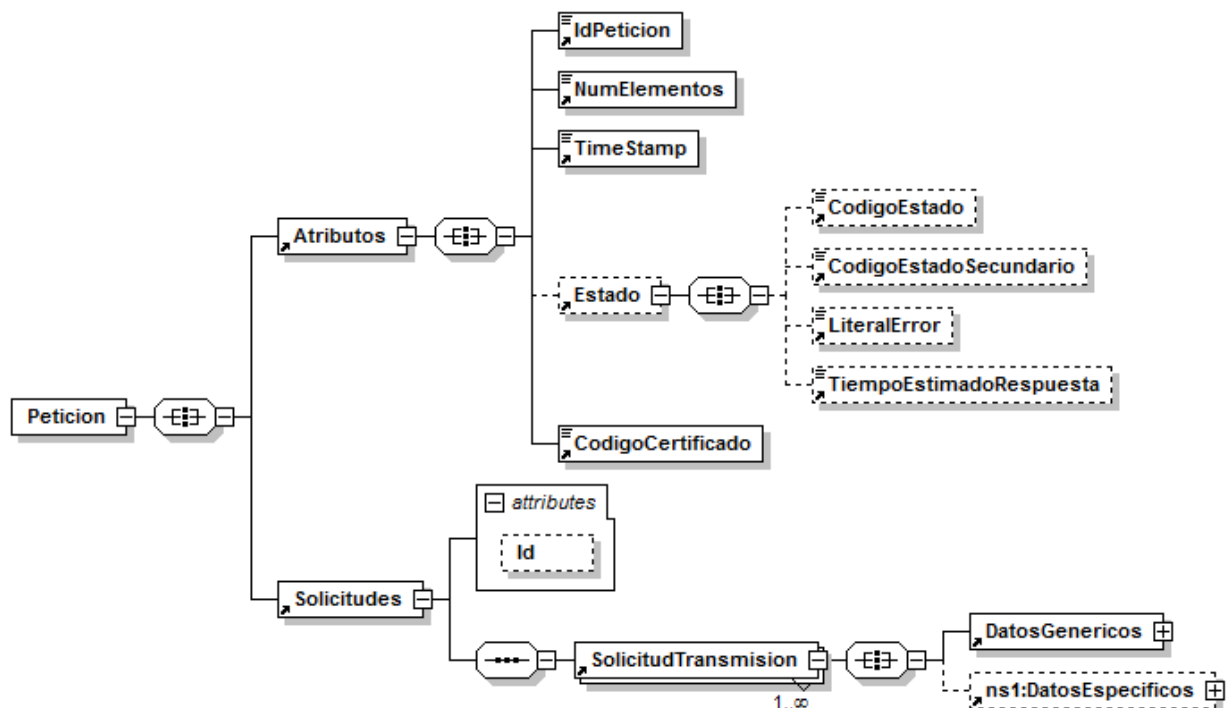 IdPeticion
NumElementos
TimeStamp
CodigoEstado
Atributos
CodigoEstadoSecundario
Estado
LiteralError
TiempoEstimadoRespuesta
Peticion
CodigoCertificado
attributes
Id
Solicitudes
DatosGenericos
SolicitudTransmision
1..∞
ns1:DatosEspecificos